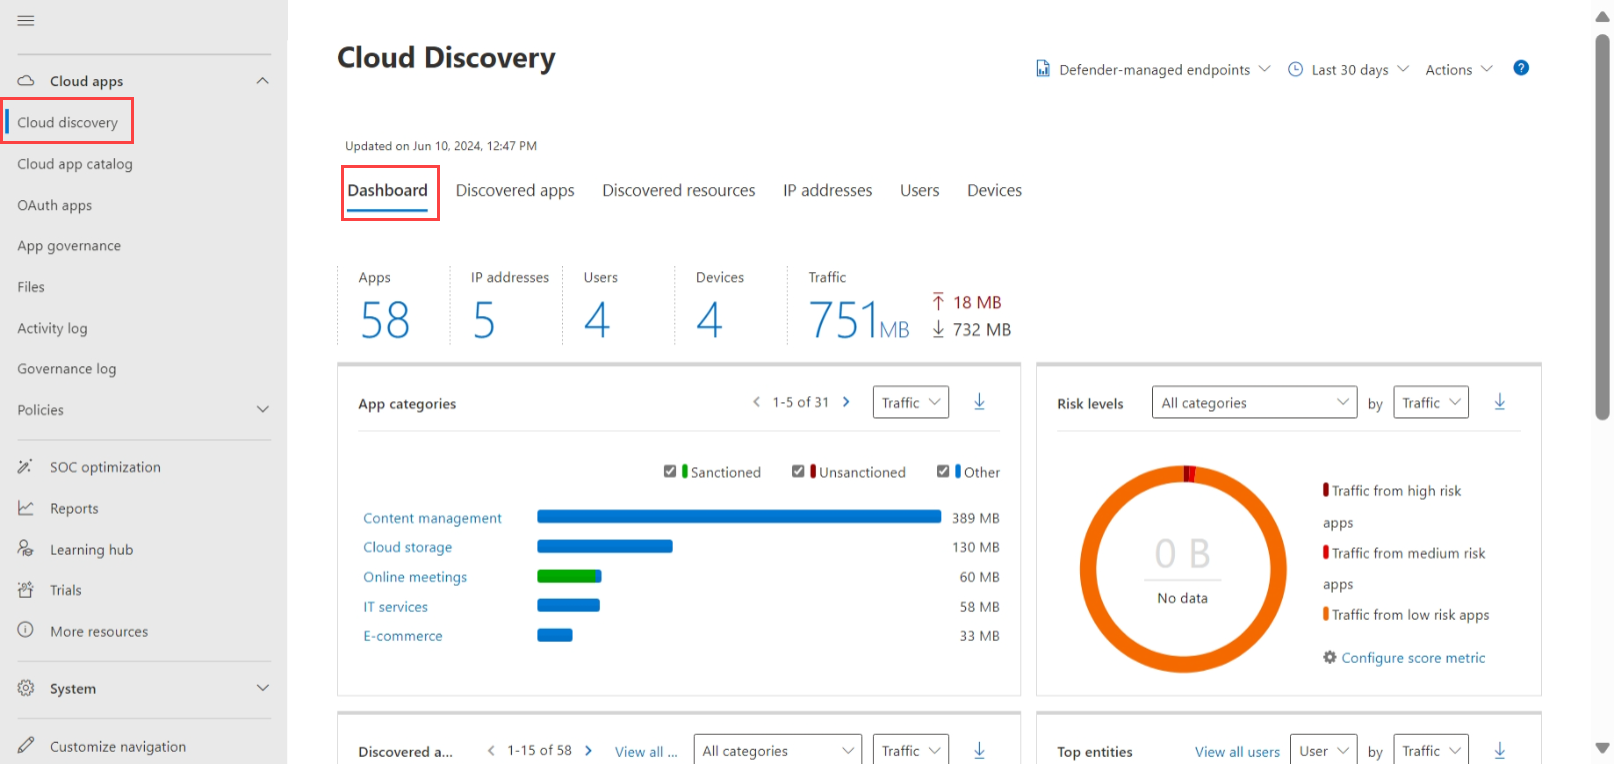 Cloud apps
Cloud discovery
Cloud app catalog
OAuth apps
App governance
Files
Activity log
Governance log
Policies
SOC optimization
Reports
Learning hub
Trials
More resources
System
Customize navigation
Cloud Discovery
Defender-managed endpoints Last 30 days Actions ?
Updated on Jun 10, 2024, 12:47 PM
Dashboard Discovered apps Discovered resources IP addresses Users Devices
Apps IP addresses Users Devices Traffic
58 5 4 4 751 MB 18 MB
732 MB
App categories 1-5 of 31 Traffic
Sanctioned Unsanctioned Other
Content management 389 MB
Cloud storage 130 MB
Online meetings 60 MB
IT services 58 MB
E-commerce 33 MB
Risk levels All categories by Traffic
0 B
No data
Traffic from high risk
apps
Traffic from medium risk
apps
Traffic from low risk apps
Configure score metric
Discovered a... 1-15 of 58 View all ... All categories Traffic
Top entities View all users User by Traffic